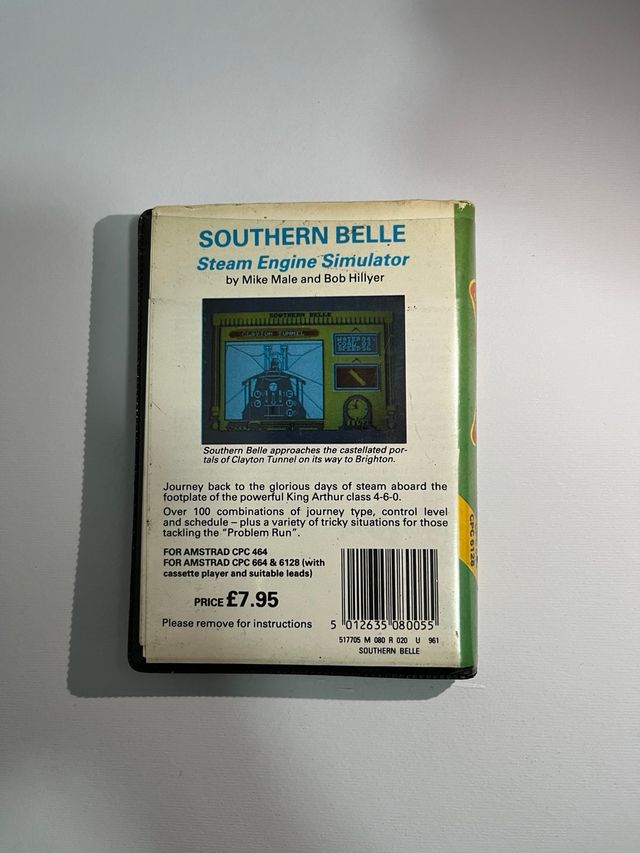 SOUTHERN BELLE
Steam Engine Simulator
by Mike Male and Bob Hillyer
SOUTHERN BELLE
CLAYTON TUNNEL
Southern Belle approaches the castellated por-
tals of Clayton Tunnel on its way to Brighton.
Journey back to the glorious days of steam aboard the
footplate of the powerful King Arthur class 4-6-0.
Over 100 combinations of journey type, control level
and schedule – plus a variety of tricky situations for those
tackling the "Problem Run".
FOR AMSTRAD CPC 464
FOR AMSTRAD CPC 664 & 6128 (with
cassette player and suitable leads)
PRICE £7.95
Please remove for instructions
5 012635 080055
517705 M 080 R 020 U 961
SOUTHERN BELLE
CPC 6128